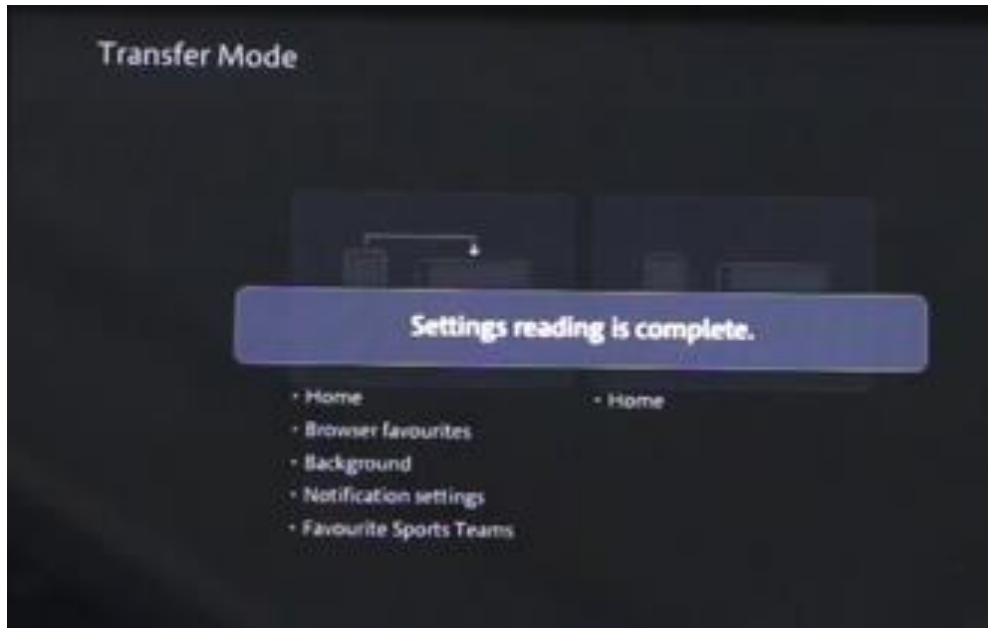 Transfer Mode
Settings reading is complete.
• Home
• Browser favourites
• Background
• Notification settings
• Favourite Sports Teams
• Home